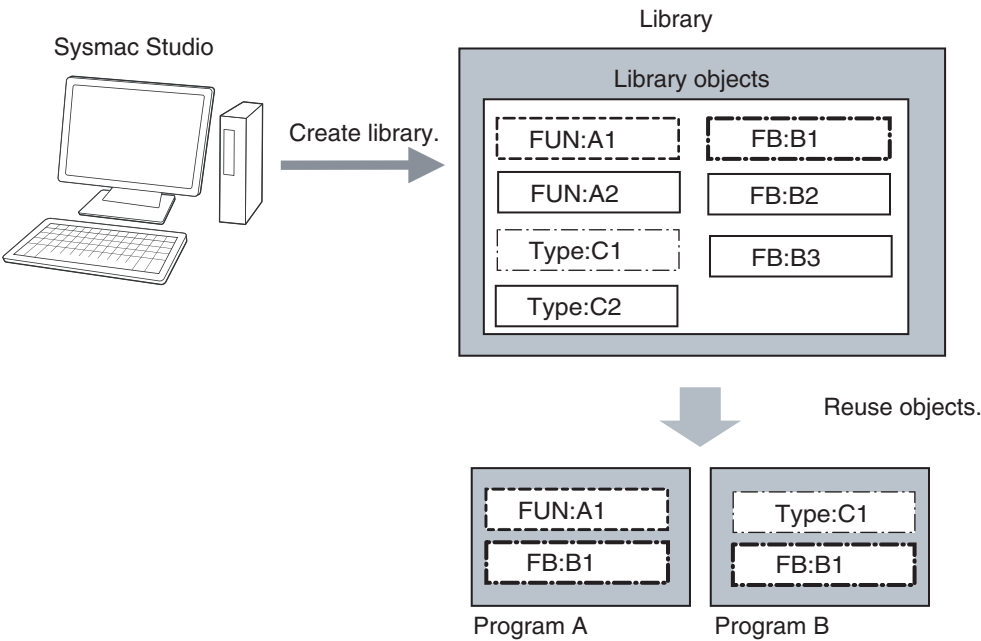 Library
Sysmac Studio
Library objects
Create library.
FUN:A1
FB:B1
FUN:A2
FB:B2
Type:C1
FB:B3
Type:C2
Reuse objects.
FUN:A1
Type:C1
FB:B1
FB:B1
Program A
Program B